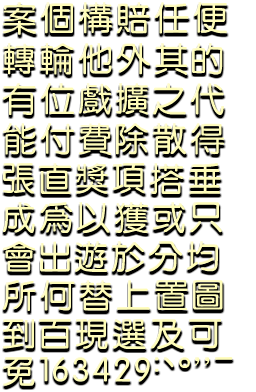 案個構賠任便
轉輪他外其的
有位戲擴之代
能付費除散得
張直獎項搭垂
成為以獲或只
會出遊於分均
所何替上置圖
到百現選及可
免163429:、。,,一